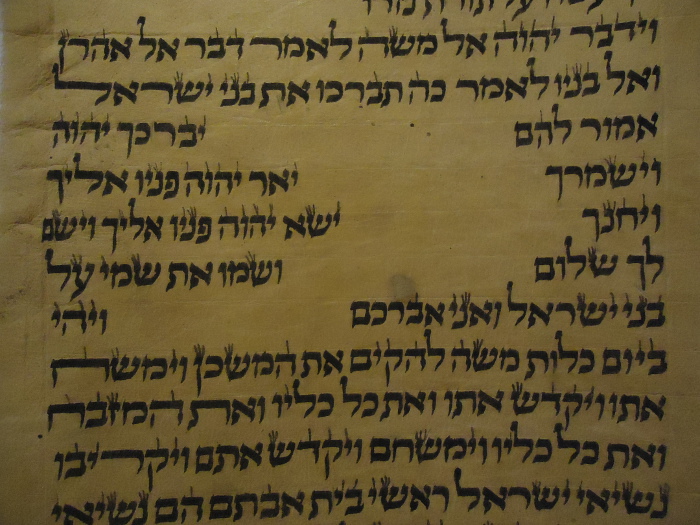 וידבר יהוה אל משה לאמר דבר אל אהרן
ואל בניו לאמר כה תברכו את בני ישראל
אמור להם יברכך יהוה
וישמרך יאר יהוה פניו אליך
ויחנך ישא יהוה פניו אליך וישם
לך שלום ושמו את שמי על
בני ישראל ואני אברכם ויהי
ביום כלות משה להקים את המשכן וימשח
אתו ויקדש אתו ואת כל כליו ואת המזבח
ואת כל כליו וימשחם ויקדש אתם ויקריבו
נשיאי ישראל ראשי בית אבתם הם נשיאי